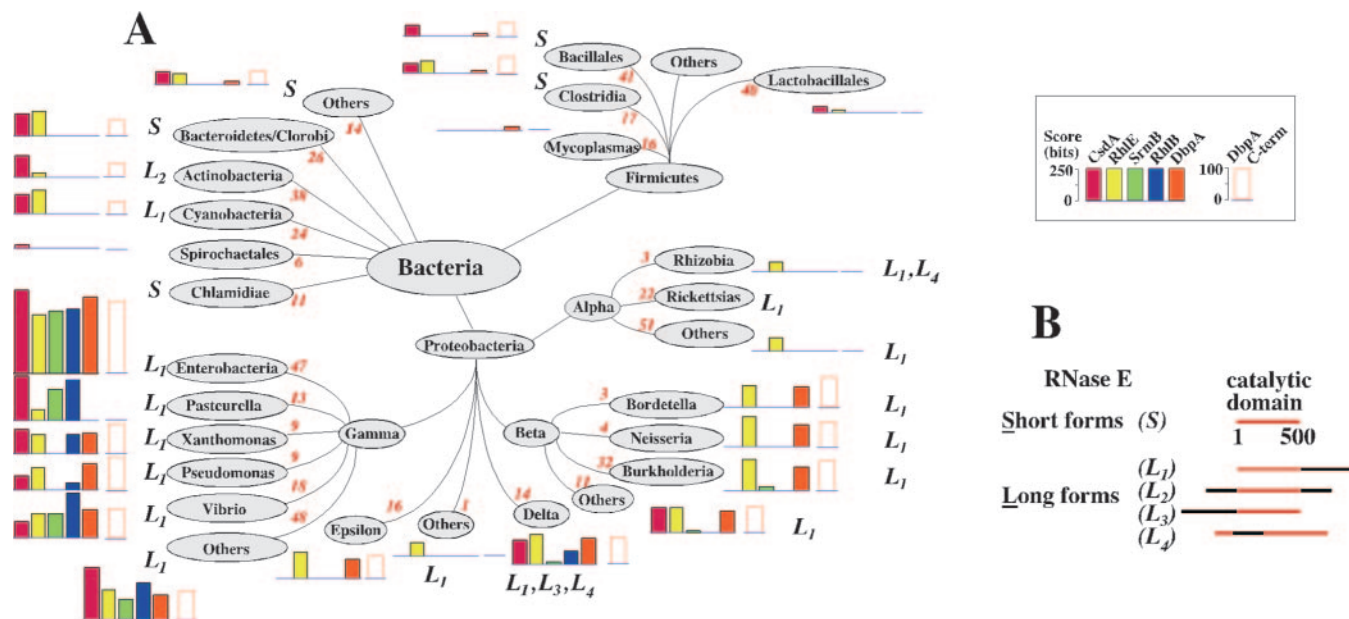 A
S
Bacillales
41
Others
Lactobacillales
40
S
Clostridia
17
Mycoplasmas
16
Firmicutes
S
Others
14
S
Bacteroidetes/Clorobi
26
L2
Actinobacteria
38
L1
Cyanobacteria
24
Spirochaetales
6
S
Chlamidiae
11
Bacteria
Score
(bits)
CsdA
RhlE
SrmB
RhlB
DbpA
DbpA
C-term
250
0
100
0
3
Rhizobia
L1,L4
Alpha
22
Rickettsias
L1
51
Others
L1
Proteobacteria
L1
Enterobacteria
47
L1
Pasteurella
13
L1
Xanthomonas
9
L1
Pseudomonas
9
L1
Vibrio
18
L1
Others
48
Gamma
Beta
3
Bordetella
L1
4
Neisseria
L1
32
Burkholderia
L1
11
Others
L1
16
Epsilon
1
Others
L1
14
Delta
L1,L3,L4
B
RNase E
catalytic
domain
Short forms (S)
1 500
Long forms
(L1)
(L2)
(L3)
(L4)